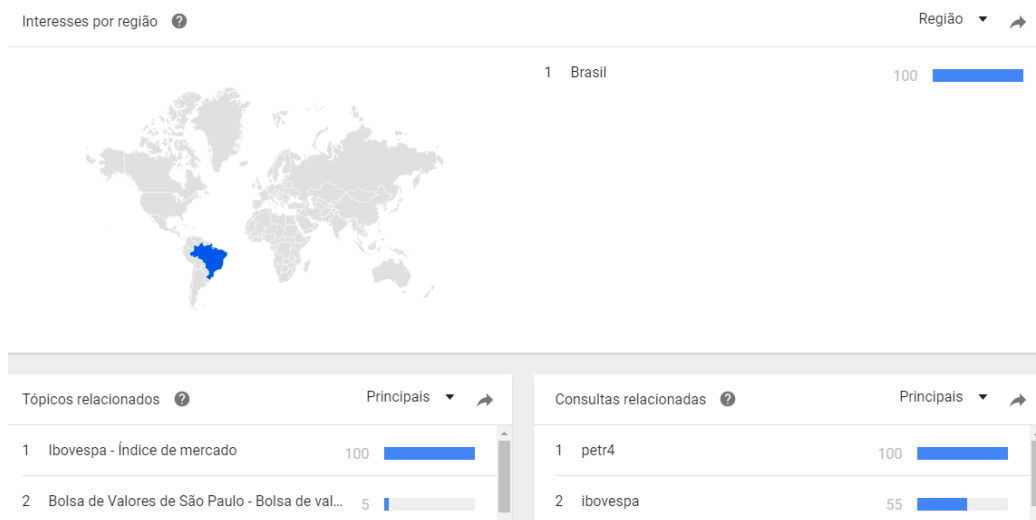 Interesses por região ?
Região
1 Brasil 100
Tópicos relacionados ?
Principais
1 Ibovespa - Índice de mercado 100
2 Bolsa de Valores de São Paulo - Bolsa de val... 5
Consultas relacionadas ?
Principais
1 petr4 100
2 ibovespa 55